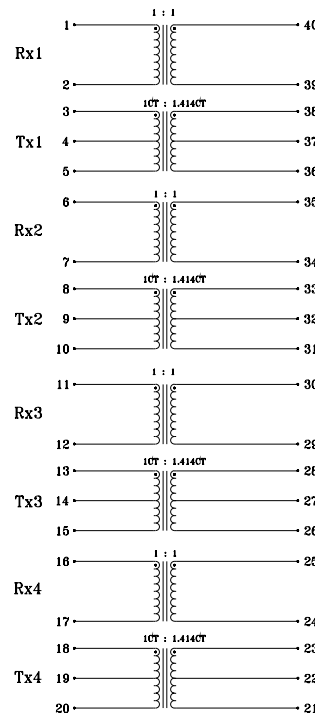 1 : 1
1 40
Rx1
2 39
1CT : 1.414CT
3 38
Tx1 4 37
5 36
1 : 1
6 35
Rx2
7 34
1CT : 1.414CT
8 33
Tx2 9 32
10 31
1 : 1
11 30
Rx3
12 29
1CT : 1.414CT
13 28
Tx3 14 27
15 26
1 : 1
16 25
Rx4
17 24
1CT : 1.414CT
18 23
Tx4 19 22
20 21